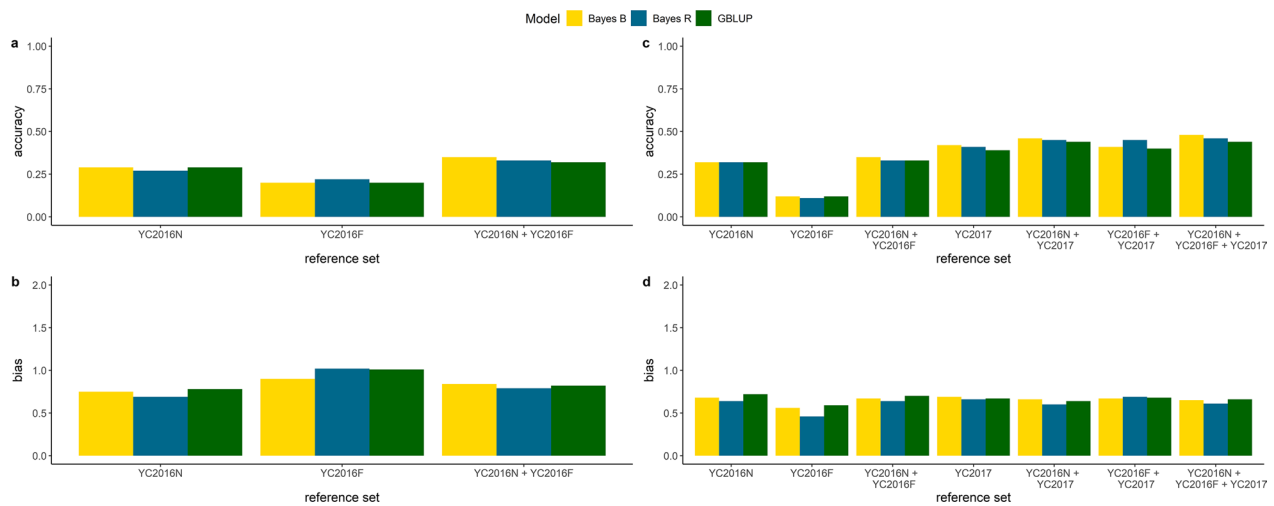 Model Bayes B Bayes R GBLUP
a
accuracy
1.00
0.75
0.50
0.25
0.00
YC2016N YC2016F YC2016N + YC2016F
reference set
c
accuracy
1.00
0.75
0.50
0.25
0.00
YC2016N YC2016F YC2016N + YC2017 YC2016N + YC2016F + YC2016N +
YC2016F YC2017 YC2017 YC2016F + YC2017
reference set
b
bias
2.0
1.5
1.0
0.5
0.0
YC2016N YC2016F YC2016N + YC2016F
reference set
d
bias
2.0
1.5
1.0
0.5
0.0
YC2016N YC2016F YC2016N + YC2017 YC2016N + YC2016F + YC2016N +
YC2016F YC2017 YC2017 YC2016F + YC2017
reference set